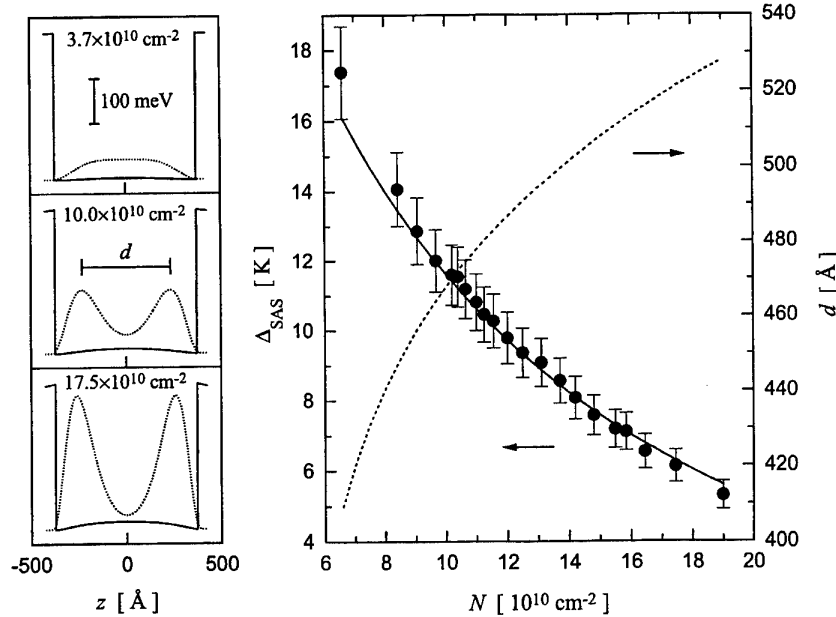 3.7×10¹⁰ cm⁻²
100 meV
10.0×10¹⁰ cm⁻²
d
17.5×10¹⁰ cm⁻²
-500 0 500
z [ Å ]
18
16
14
12
10
8
6
4
Δ_SAS [ K ]
6 8 10 12 14 16 18 20
N [ 10¹⁰ cm⁻² ]
540
520
500
480
460
440
420
400
d [ Å ]